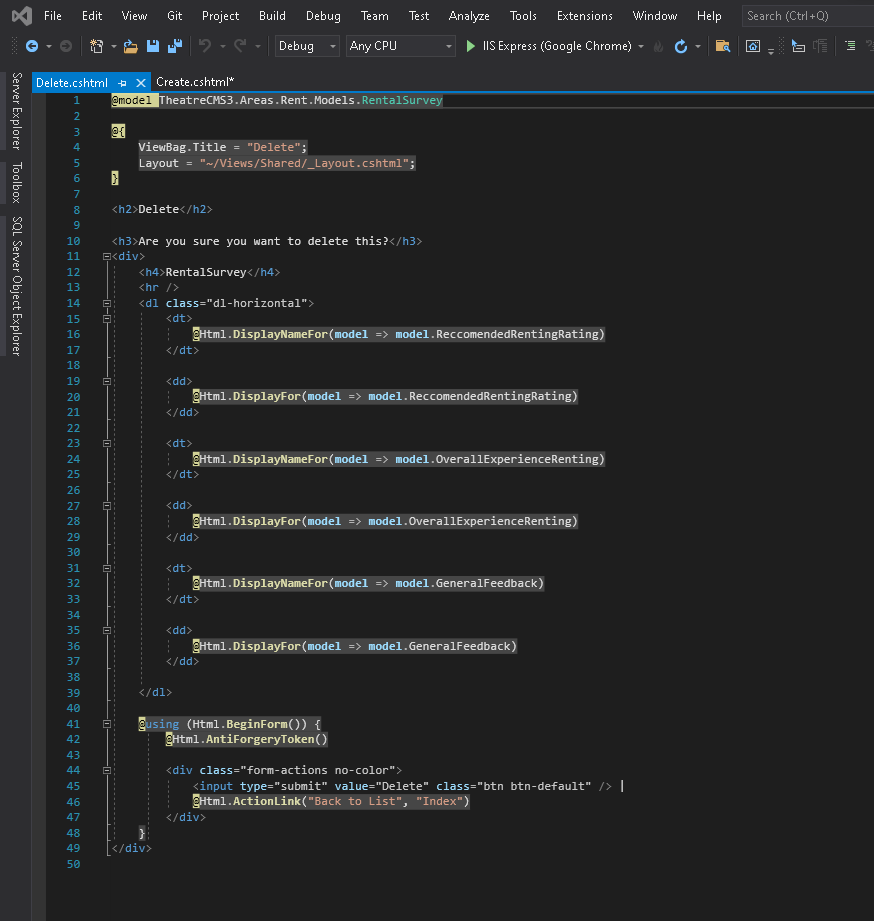 File Edit View Git Project Build Debug Team Test Analyze Tools Extensions Window Help Search (Ctrl+Q)
Debug Any CPU IIS Express (Google Chrome)
Delete.cshtml Create.cshtml*
Server Explorer
Toolbox
SQL Server Object Explorer
1 @model TheatreCMS3.Areas.Rent.Models.RentalSurvey
2
3 @{
4 ViewBag.Title = "Delete";
5 Layout = "~/Views/Shared/_Layout.cshtml";
6 }
7
8 <h2>Delete</h2>
9
10 <h3>Are you sure you want to delete this?</h3>
11 <div>
12 <h4>RentalSurvey</h4>
13 <hr />
14 <dl class="dl-horizontal">
15 <dt>
16 @Html.DisplayNameFor(model => model.ReccomendedRentingRating)
17 </dt>
18
19 <dd>
20 @Html.DisplayFor(model => model.ReccomendedRentingRating)
21 </dd>
22
23 <dt>
24 @Html.DisplayNameFor(model => model.OverallExperienceRenting)
25 </dt>
26
27 <dd>
28 @Html.DisplayFor(model => model.OverallExperienceRenting)
29 </dd>
30
31 <dt>
32 @Html.DisplayNameFor(model => model.GeneralFeedback)
33 </dt>
34
35 <dd>
36 @Html.DisplayFor(model => model.GeneralFeedback)
37 </dd>
38
39 </dl>
40
41 @using (Html.BeginForm()) {
42 @Html.AntiForgeryToken()
43
44 <div class="form-actions no-color">
45 <input type="submit" value="Delete" class="btn btn-default" /> |
46 @Html.ActionLink("Back to List", "Index")
47 </div>
48 }
49 </div>
50